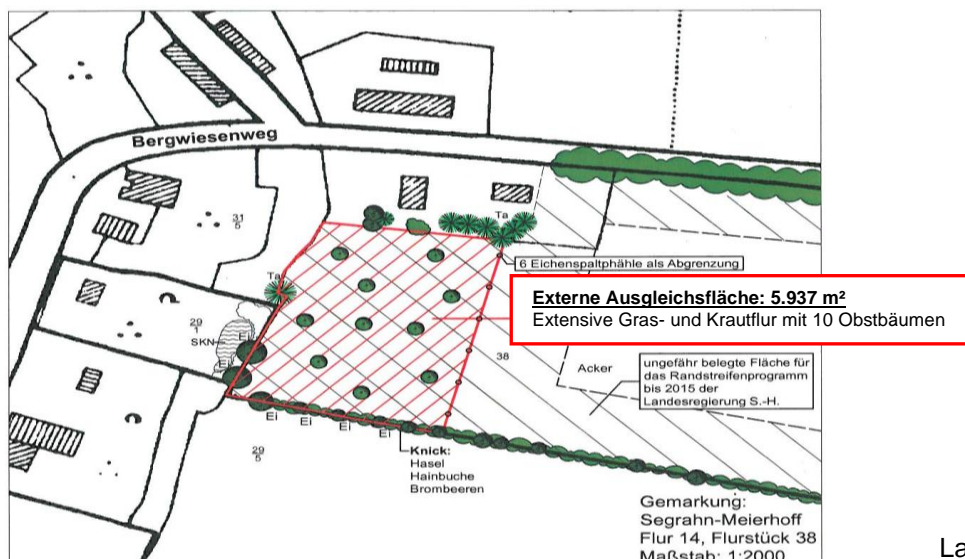 Bergwiesenweg
31
5
Ta
6 Eichenspaltphähle als Abgrenzung
Externe Ausgleichsfläche: 5.937 m²
Extensive Gras- und Krautflur mit 10 Obstbäumen
Ta
29
1
SKN
Ei
Ei
38
Acker
ungefähr belegte Fläche für
das Randstreifenprogramm
bis 2015 der
Landesregierung S.-H.
Ei
Ei
Ei
Ei
29
5
Knick:
Hasel
Hainbuche
Brombeeren
Gemarkung:
Segrahn-Meierhoff
Flur 14, Flurstück 38
Maßstab: 1:2000
La